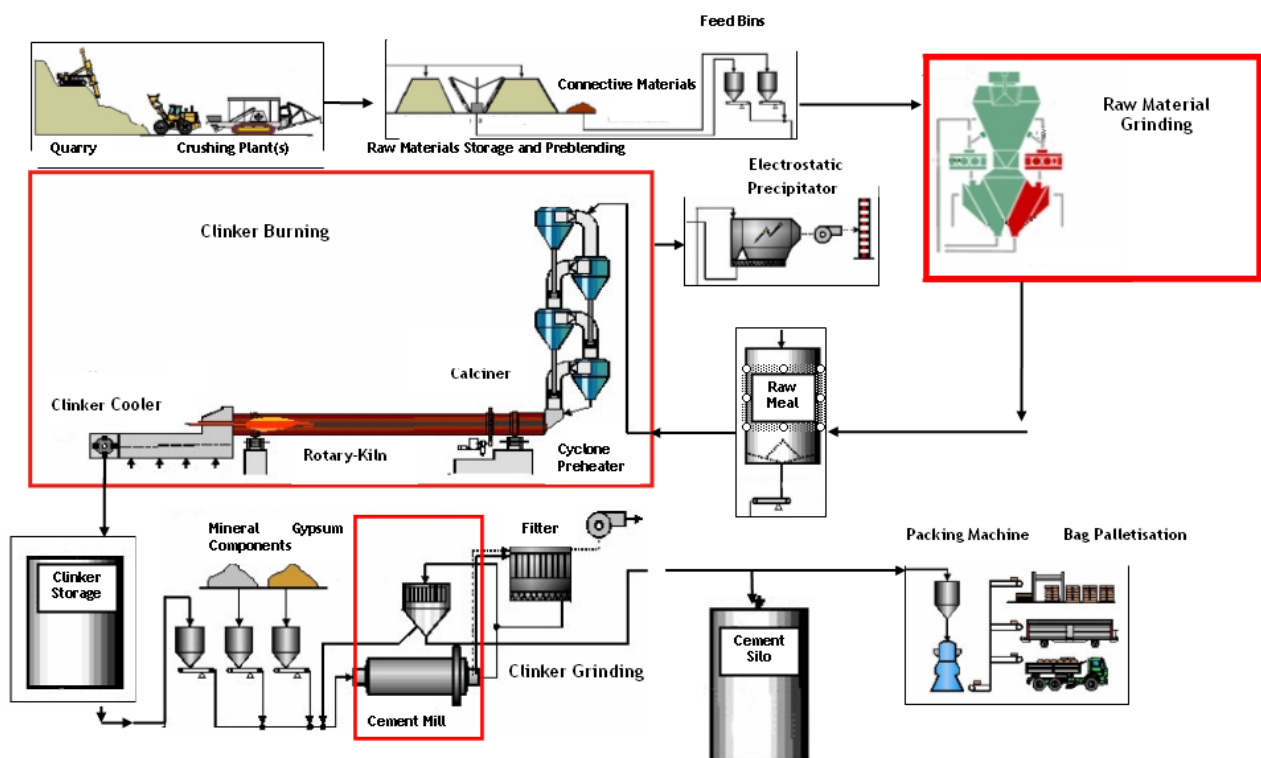 Feed Bins
Connective Materials
Raw Material
Grinding
Quarry
Crushing Plant(s)
Raw Materials Storage and Preblending
Electrostatic
Precipitator
Clinker Burning
Calciner
Raw
Meal
Clinker Cooler
Rotary-Kiln
Cyclone
Preheater
Mineral
Components
Gypsum
Filter
Packing Machine
Bag Palletisation
Clinker
Storage
Cement
Silo
Clinker Grinding
Cement Mill